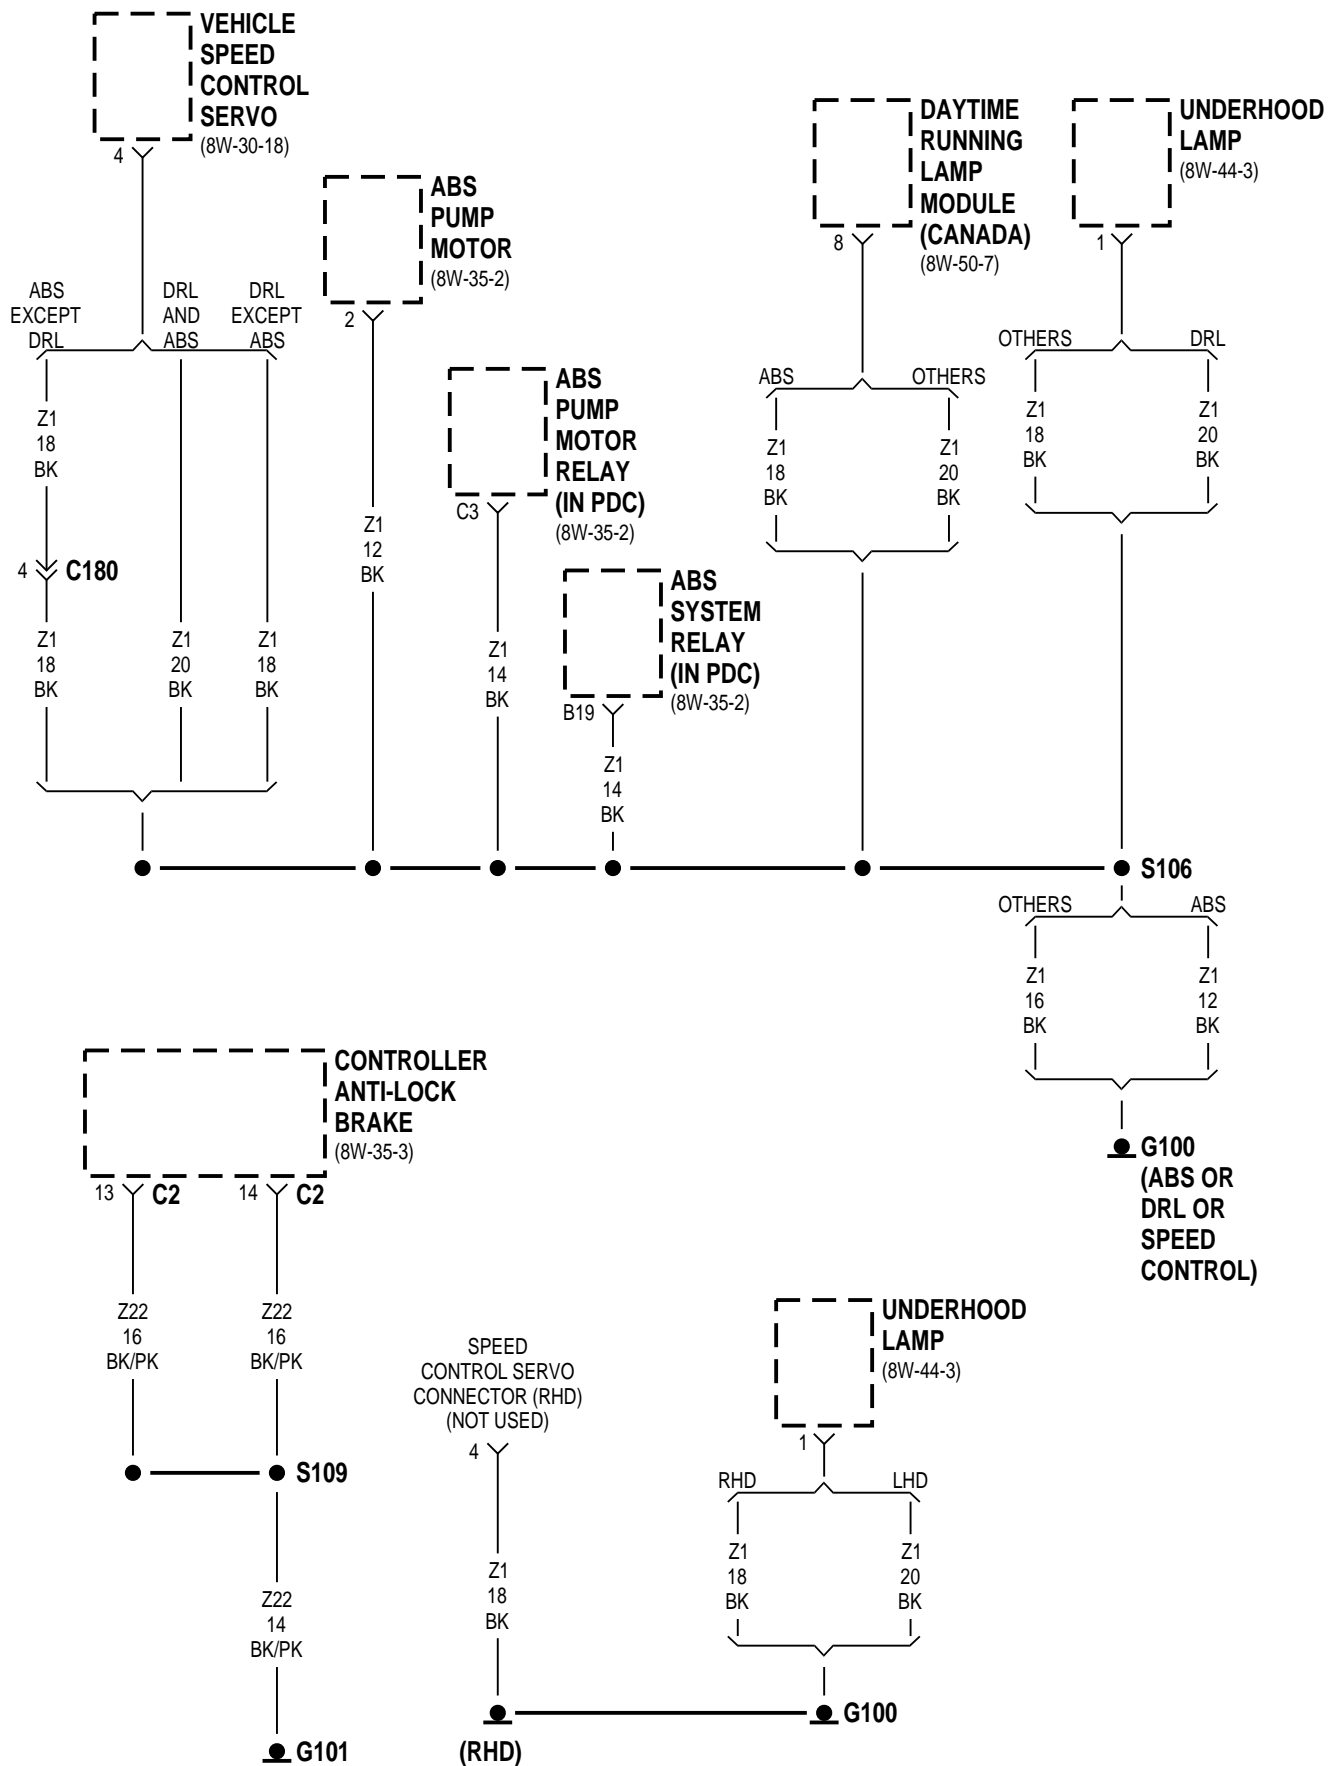 VEHICLE
SPEED
CONTROL
SERVO
(8W-30-18)
4
ABS
PUMP
MOTOR
(8W-35-2)
2
DAYTIME
RUNNING
LAMP
MODULE
(CANADA)
(8W-50-7)
8
UNDERHOOD
LAMP
(8W-44-3)
1
ABS
EXCEPT
DRL
DRL
AND
ABS
DRL
EXCEPT
ABS
Z1
18
BK
4
C180
Z1
18
BK
Z1
20
BK
Z1
18
BK
Z1
12
BK
ABS
PUMP
MOTOR
RELAY
(IN PDC)
(8W-35-2)
C3
Z1
14
BK
ABS
SYSTEM
RELAY
(IN PDC)
(8W-35-2)
B19
Z1
14
BK
ABS
OTHERS
Z1
18
BK
Z1
20
BK
OTHERS
DRL
Z1
18
BK
Z1
20
BK
S106
OTHERS
ABS
Z1
16
BK
Z1
12
BK
G100
(ABS OR
DRL OR
SPEED
CONTROL)
CONTROLLER
ANTI-LOCK
BRAKE
(8W-35-3)
13
C2
14
C2
Z22
16
BK/PK
Z22
16
BK/PK
S109
Z22
14
BK/PK
G101
SPEED
CONTROL SERVO
CONNECTOR (RHD)
(NOT USED)
4
Z1
18
BK
(RHD)
UNDERHOOD
LAMP
(8W-44-3)
1
RHD
LHD
Z1
18
BK
Z1
20
BK
G100